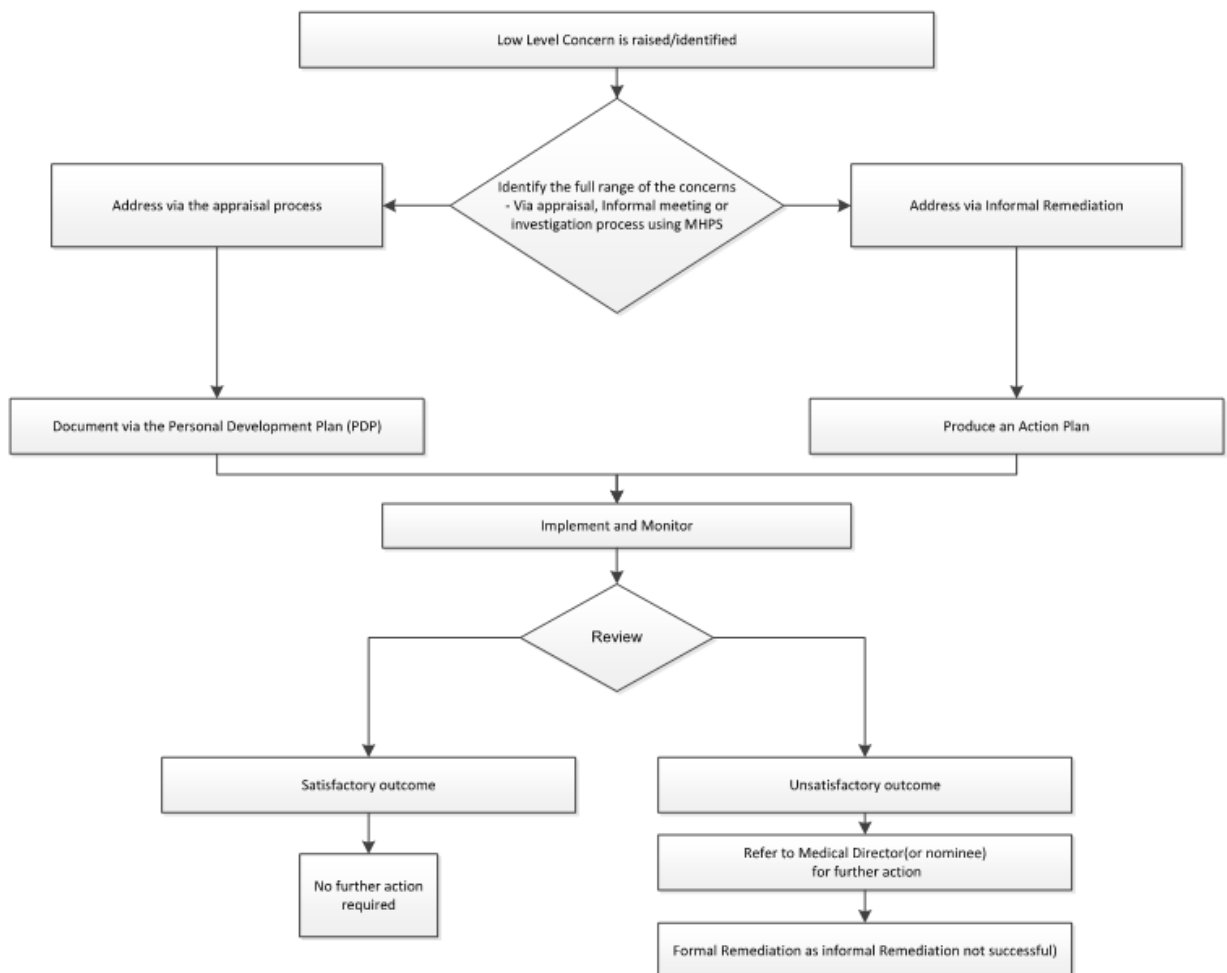 Low Level Concern is raised/identified
Identify the full range of the concerns
- Via appraisal, Informal meeting or
investigation process using MHPS
Address via the appraisal process
Address via Informal Remediation
Document via the Personal Development Plan (PDP)
Produce an Action Plan
Implement and Monitor
Review
Satisfactory outcome
Unsatisfactory outcome
No further action
required
Refer to Medical Director(or nominee)
for further action
Formal Remediation as informal Remediation not successful)